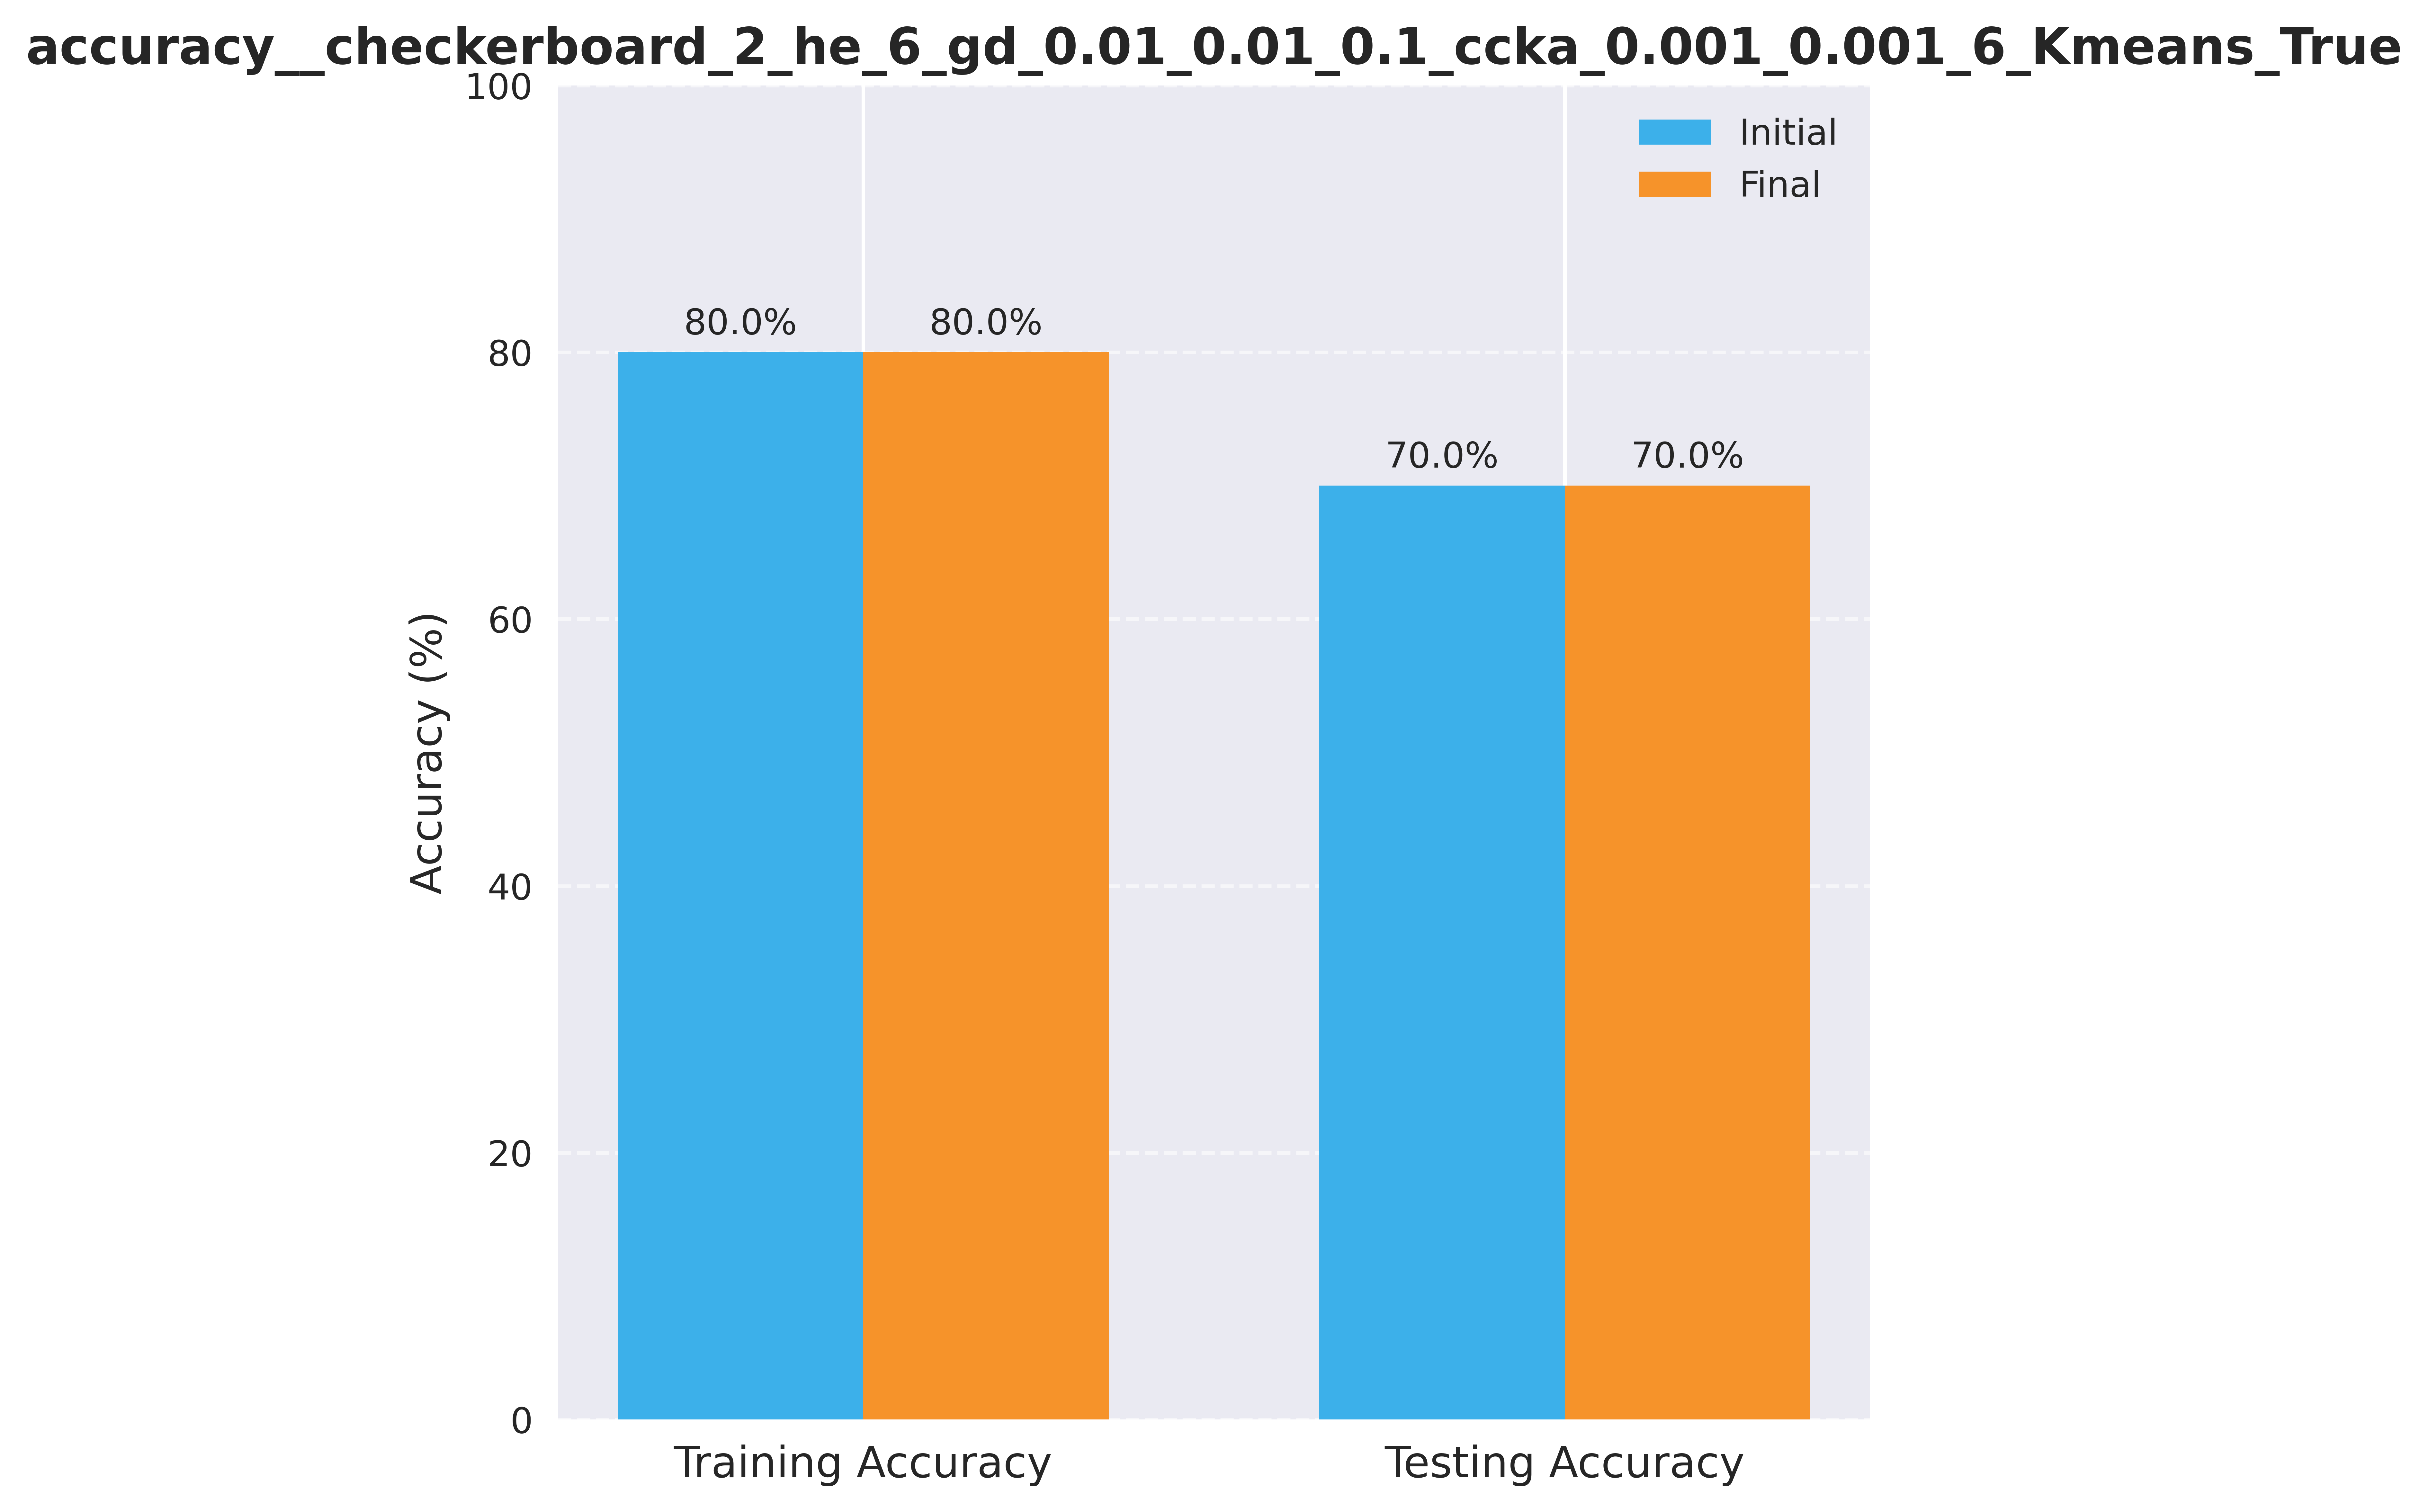 accuracy__checkerboard_2_he_6_gd_0.01_0.01_0.1_ccka_0.001_0.001_6_Kmeans_True
100
Initial
Final
80.0%
80.0%
80
70.0%
70.0%
60
Accuracy (%)
40
20
0
Training Accuracy
Testing Accuracy